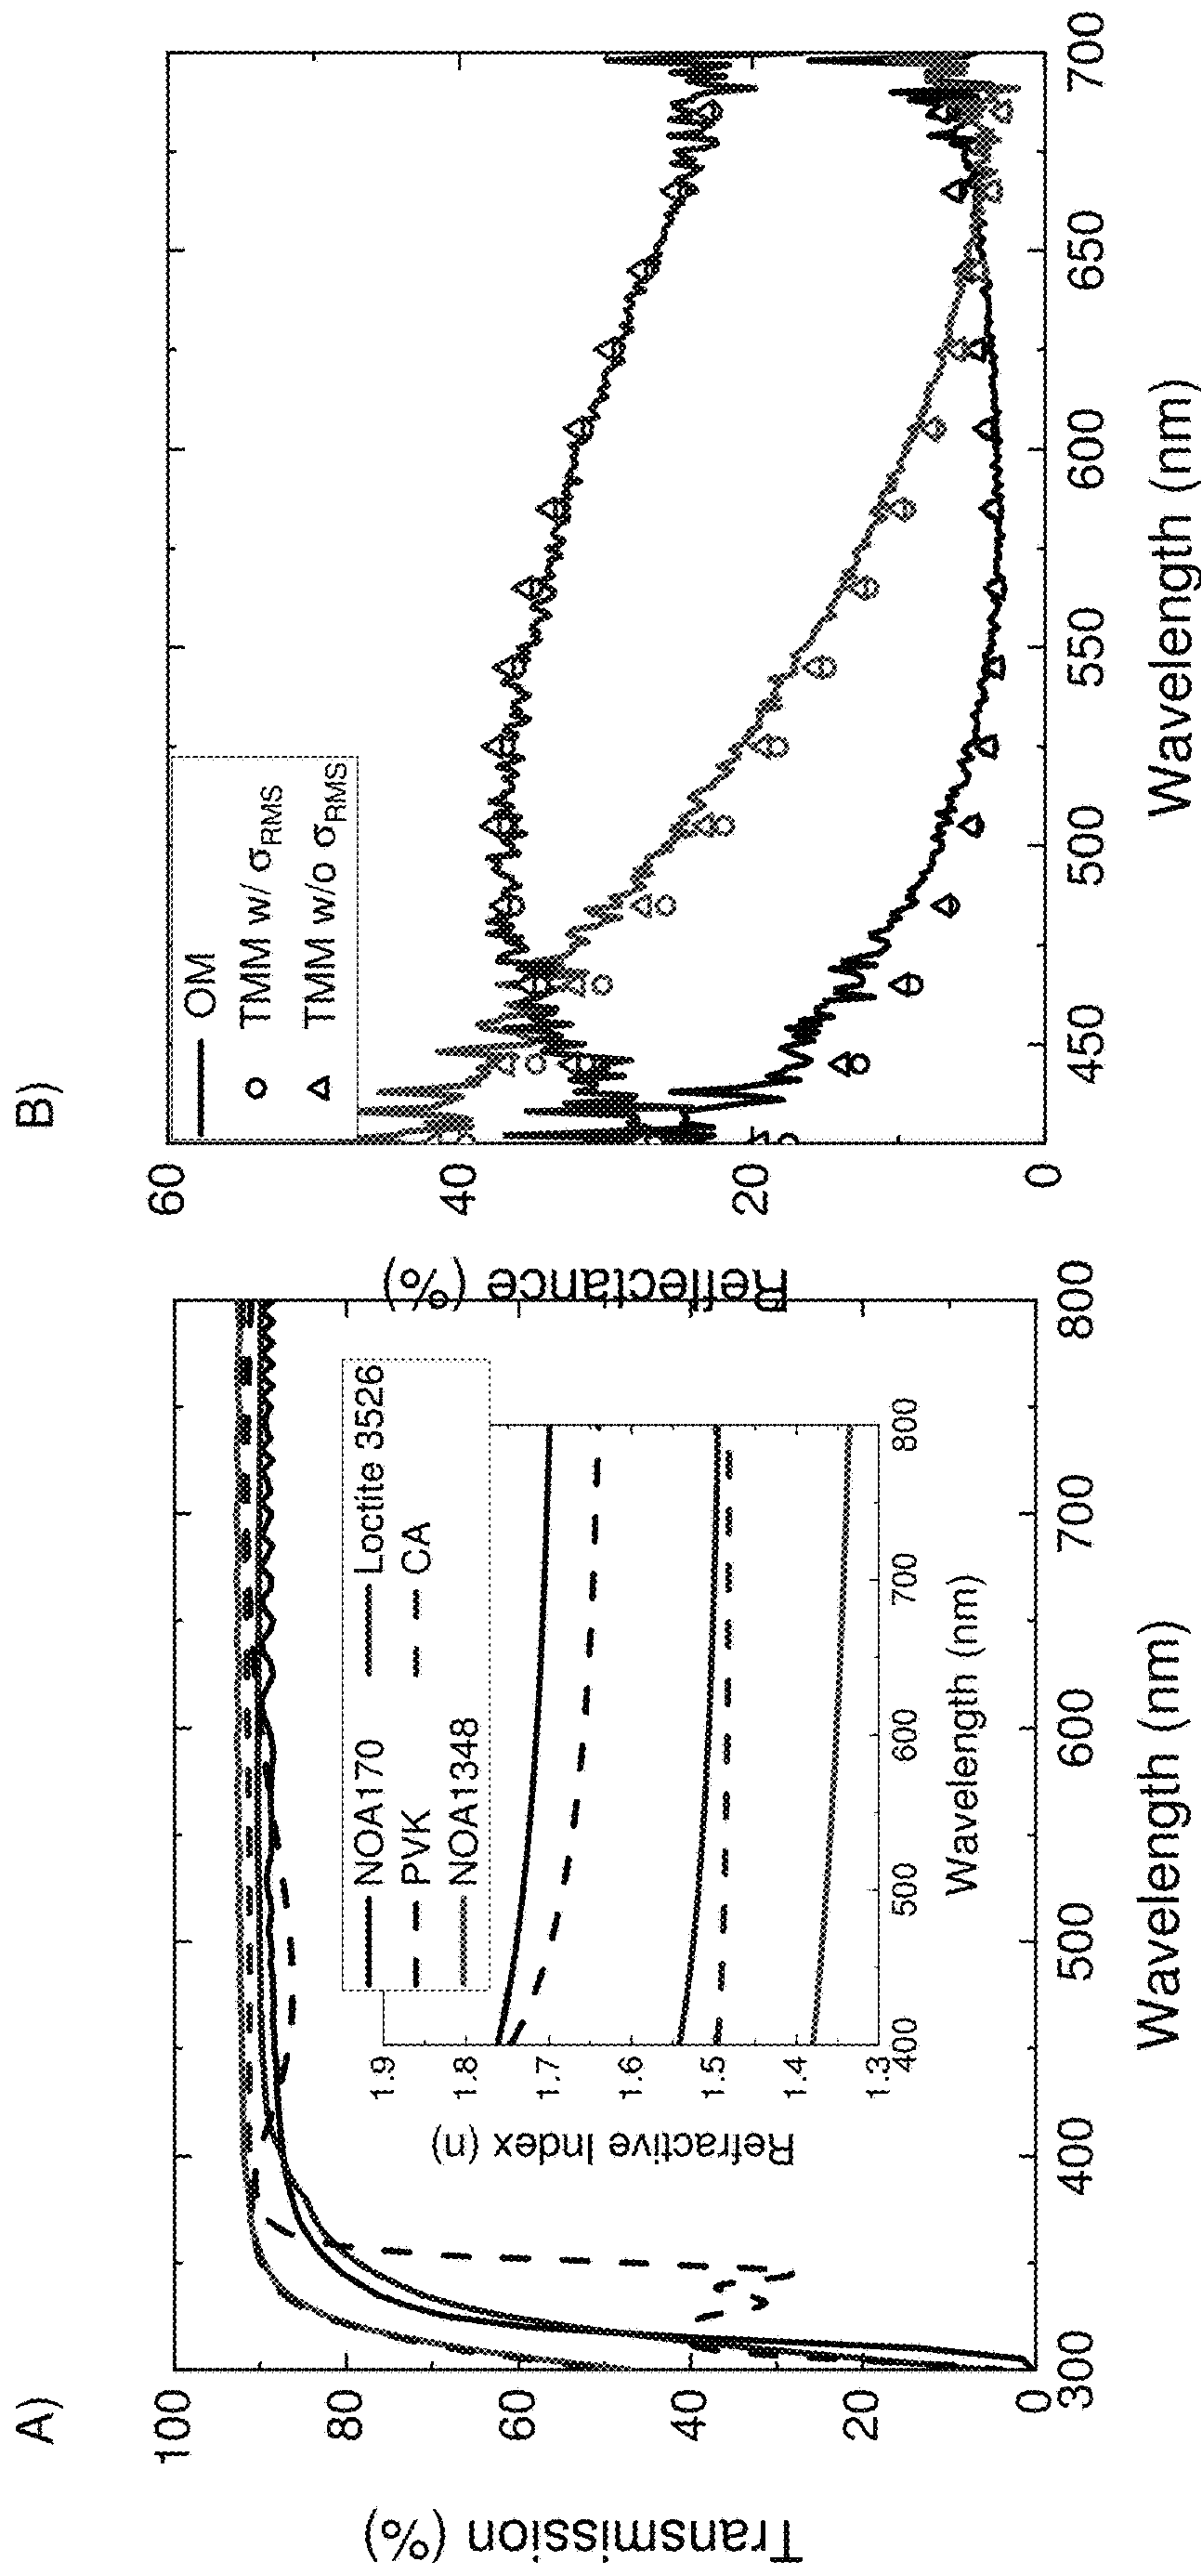 A)
Transmission (%)
100
80
60
40
20
0
300
400
500
600
700
800
Wavelength (nm)
NOA170
Loctite 3526
PVK
CA
NOA1348
Refractive Index (n)
1.9
1.8
1.7
1.6
1.5
1.4
1.3
400
500
600
700
800
Wavelength (nm)
B)
Reflectance (%)
60
40
20
0
450
500
550
600
650
700
Wavelength (nm)
OM
TMM w/ σRMS
TMM w/o σRMS